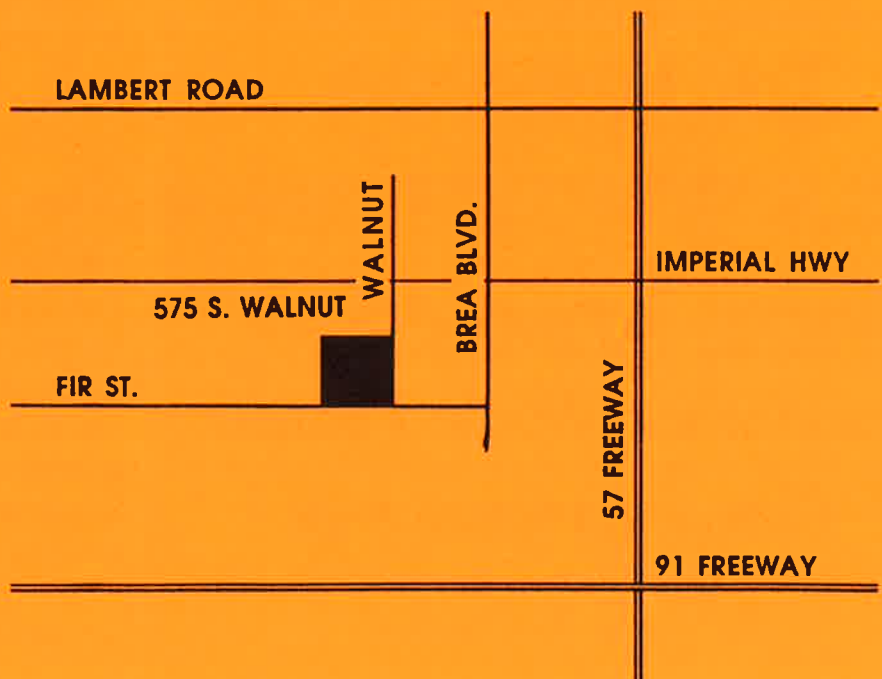 LAMBERT ROAD
WALNUT
BREA BLVD.
IMPERIAL HWY
575 S. WALNUT
FIR ST.
57 FREEWAY
91 FREEWAY